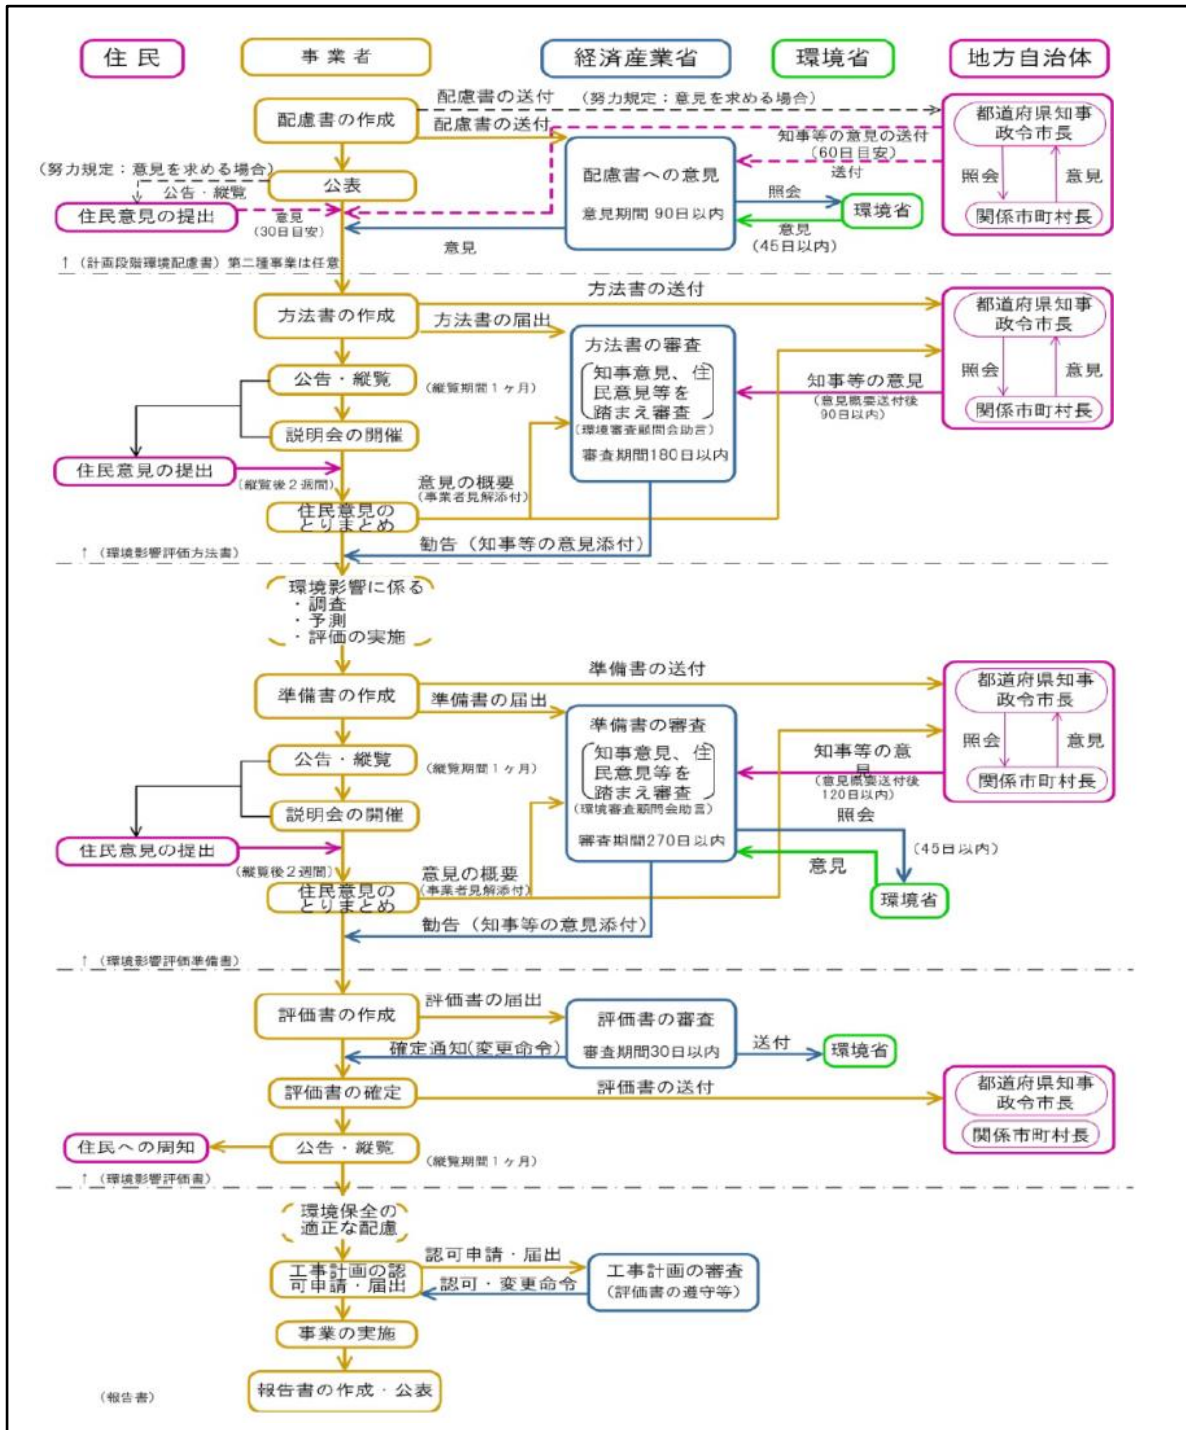 住民
事業者
経済産業省
環境省
地方自治体
配慮書の作成
配慮書の送付
(努力規定：意見を求める場合)
配慮書の送付
都道府県知事
政令市長
照会
意見
関係市町村長
知事等の意見の送付
(60日目安)
送付
配慮書への意見
意見期間 90日以内
照会
環境省
意見
(45日以内)
(努力規定：意見を求める場合)
公告・縦覧
公表
住民意見の提出
意見
(30日目安)
意見
↑（計画段階環境配慮書）第二種事業は任意
方法書の作成
方法書の送付
方法書の届出
都道府県知事
政令市長
照会
意見
関係市町村長
方法書の審査
知事意見、住
民意見等を
踏まえ審査
(環境審査顧問会助言)
審査期間180日以内
知事等の意見
(意見概要送付後
90日以内)
公告・縦覧
(縦覧期間１ヶ月)
説明会の開催
住民意見の提出
(縦覧後２週間)
意見の概要
(事業者見解添付)
住民意見の
とりまとめ
勧告（知事等の意見添付）
↑（環境影響評価方法書）
環境影響に係る
・調査
・予測
・評価の実施
準備書の作成
準備書の送付
準備書の届出
都道府県知事
政令市長
照会
意見
関係市町村長
準備書の審査
知事意見、住
民意見等を
踏まえ審査
(環境審査顧問会助言)
審査期間270日以内
知事等の意
見
(意見概要送付後
120日以内)
照会
(45日以内)
意見
環境省
公告・縦覧
(縦覧期間１ヶ月)
説明会の開催
住民意見の提出
(縦覧後２週間)
意見の概要
(事業者見解添付)
住民意見の
とりまとめ
勧告（知事等の意見添付）
↑（環境影響評価準備書）
評価書の作成
評価書の届出
評価書の審査
審査期間30日以内
送付
環境省
確定通知(変更命令)
評価書の確定
評価書の送付
都道府県知事
政令市長
関係市町村長
住民への周知
公告・縦覧
(縦覧期間１ヶ月)
↑（環境影響評価書）
環境保全の
適正な配慮
工事計画の認
可申請・届出
認可申請・届出
認可・変更命令
工事計画の審査
(評価書の遵守等)
事業の実施
報告書の作成・公表
(報告書)